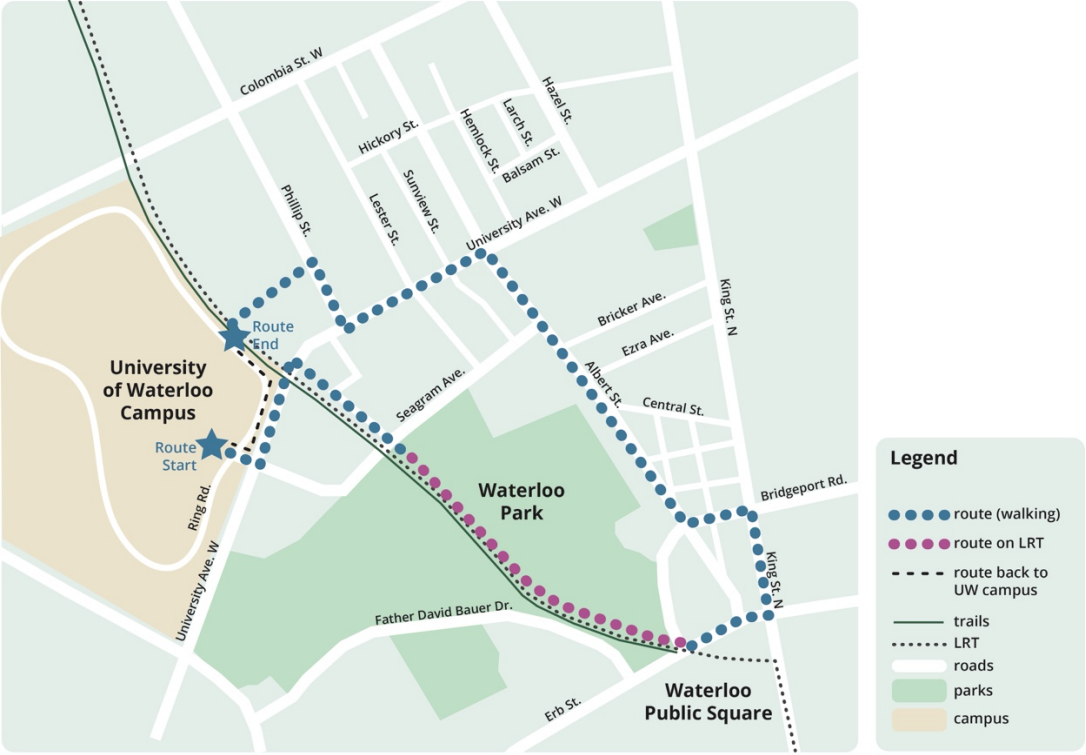 Colombia St. W
Hazel St.
Larch St.
Hemlock St.
Hickory St.
Balsam St.
Sunview St.
Phillip St.
Lester St.
University Ave. W
Bricker Ave.
King St. N
Route
End
Ezra Ave.
University
of Waterloo
Campus
Albert St.
Seagram Ave.
Central St.
Route
Start
Waterloo
Park
Bridgeport Rd.
Ring Rd.
King St. N
University Ave. W
Father David Bauer Dr.
Erb St.
Waterloo
Public Square
Legend
route (walking)
route on LRT
route back to
UW campus
trails
LRT
roads
parks
campus